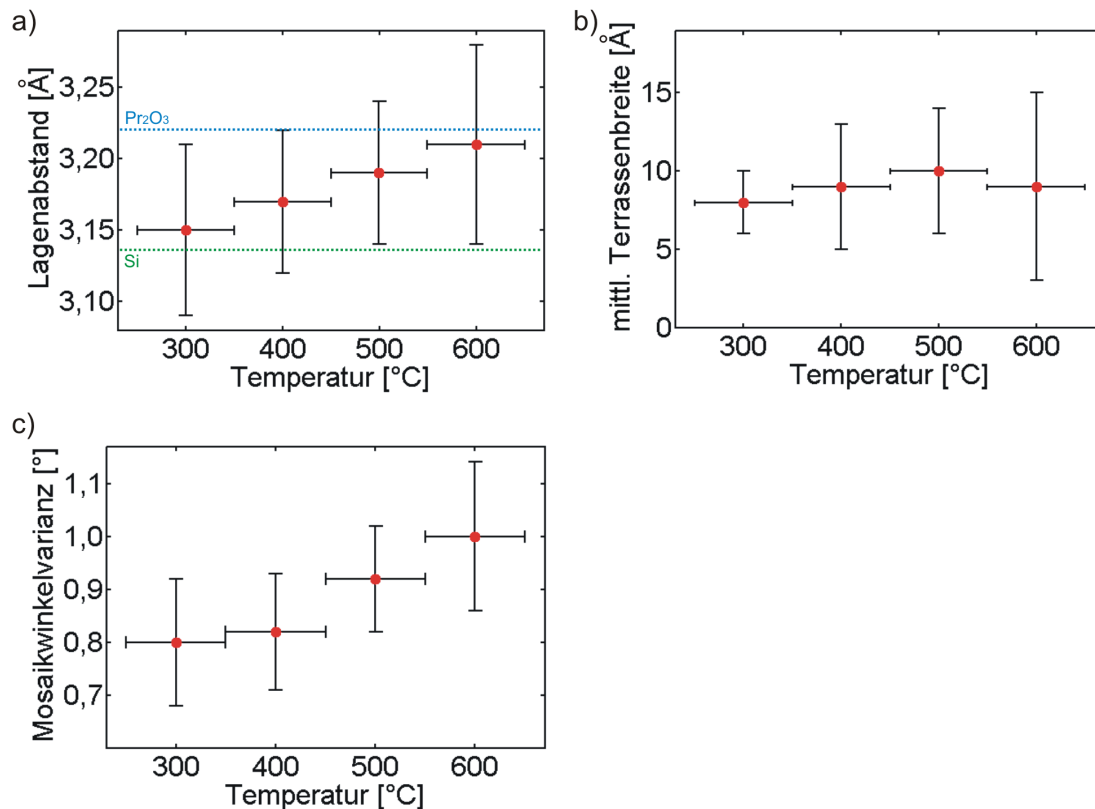 a)
Lagenabstand [Å]
3,25
3,20
3,15
3,10
Pr₂O₃
Si
300 400 500 600
Temperatur [°C]
b)
mittl. Terrassenbreite [Å]
15
10
5
0
300 400 500 600
Temperatur [°C]
c)
Mosaikwinkelvarianz [°]
1,1
1,0
0,9
0,8
0,7
300 400 500 600
Temperatur [°C]